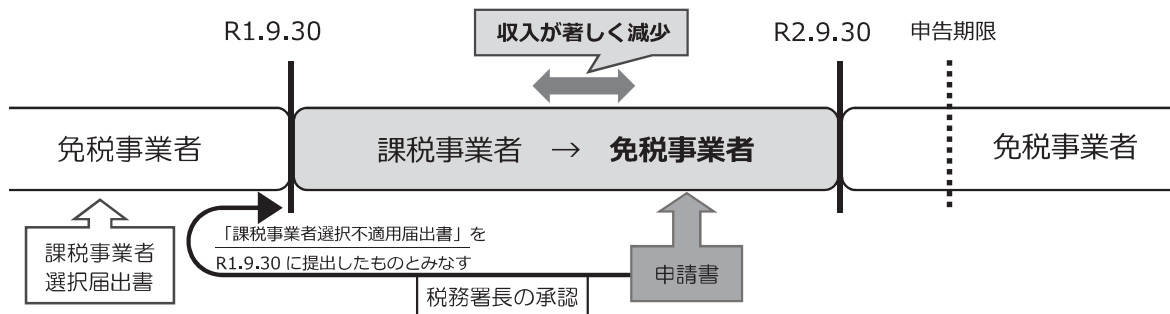 R1.9.30
収入が著しく減少
R2.9.30
申告期限
免税事業者
課税事業者 → 免税事業者
免税事業者
課税事業者
選択届出書
「課税事業者選択不適用届出書」を
R1.9.30 に提出したものとみなす
税務署長の承認
申請書